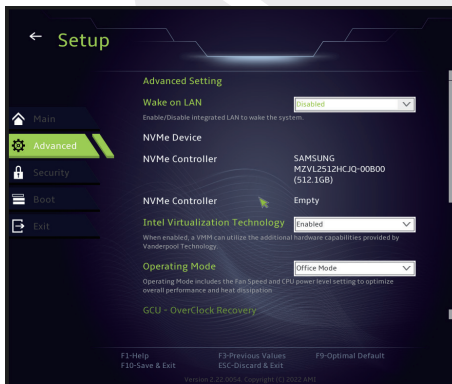 ← Setup
Advanced Setting
Wake on LAN
Disabled
Enable/Disable integrated LAN to wake the system.
Main
NVMe Device
Advanced
NVMe Controller
SAMSUNG
MZVL2512HCJQ-00B00
(512.1GB)
Security
Boot
NVMe Controller
Empty
Exit
Intel Virtualization Technology
Enabled
When enabled, a VMM can utilize the additional hardware capabilities provided by
Vanderpool Technology.
Operating Mode
Office Mode
Operating Mode includes the Fan Speed and CPU power level setting to optimize
overall performance and heat dissipation
GCU - OverClock Recovery
F1-Help
F3-Previous Values
F9-Optimal Default
F10-Save & Exit
ESC-Discard & Exit
Version 2.22.0054. Copyright (C) 2022 AMI